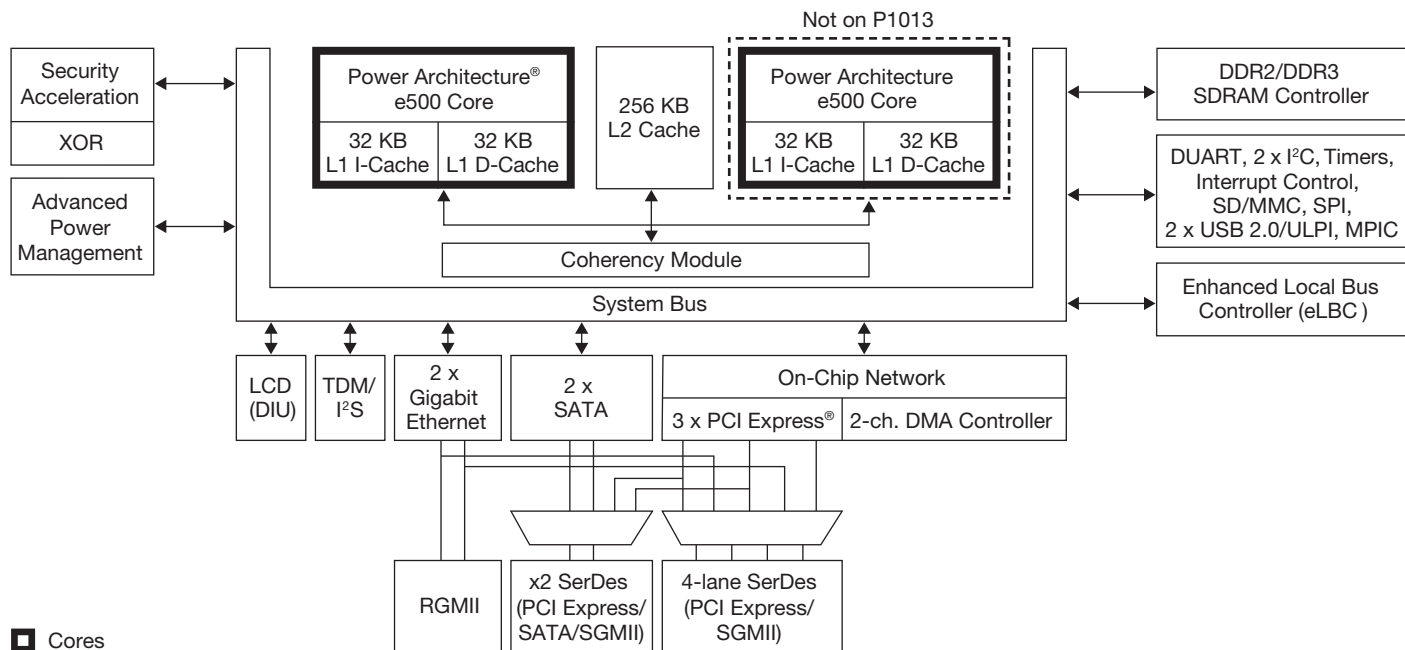 Not on P1013
Security
Acceleration
XOR
Advanced
Power
Management
Power Architecture®
e500 Core
32 KB
L1 I-Cache
32 KB
L1 D-Cache
256 KB
L2 Cache
Power Architecture
e500 Core
32 KB
L1 I-Cache
32 KB
L1 D-Cache
Coherency Module
System Bus
DDR2/DDR3
SDRAM Controller
DUART, 2 x I²C, Timers,
Interrupt Control,
SD/MMC, SPI,
2 x USB 2.0/ULPI, MPIC
Enhanced Local Bus
Controller (eLBC )
LCD
(DIU)
TDM/
I²S
2 x
Gigabit
Ethernet
2 x
SATA
On-Chip Network
3 x PCI Express®
2-ch. DMA Controller
RGMII
x2 SerDes
(PCI Express/
SATA/SGMII)
4-lane SerDes
(PCI Express/
SGMII)
Cores